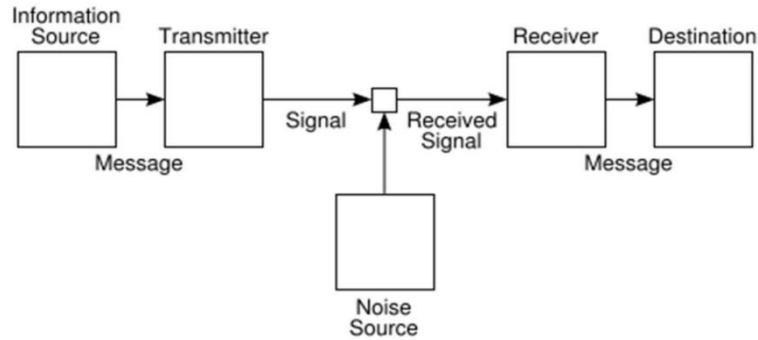 Information
Source
Transmitter
Receiver
Destination
Signal
Received
Signal
Message
Message
Noise
Source